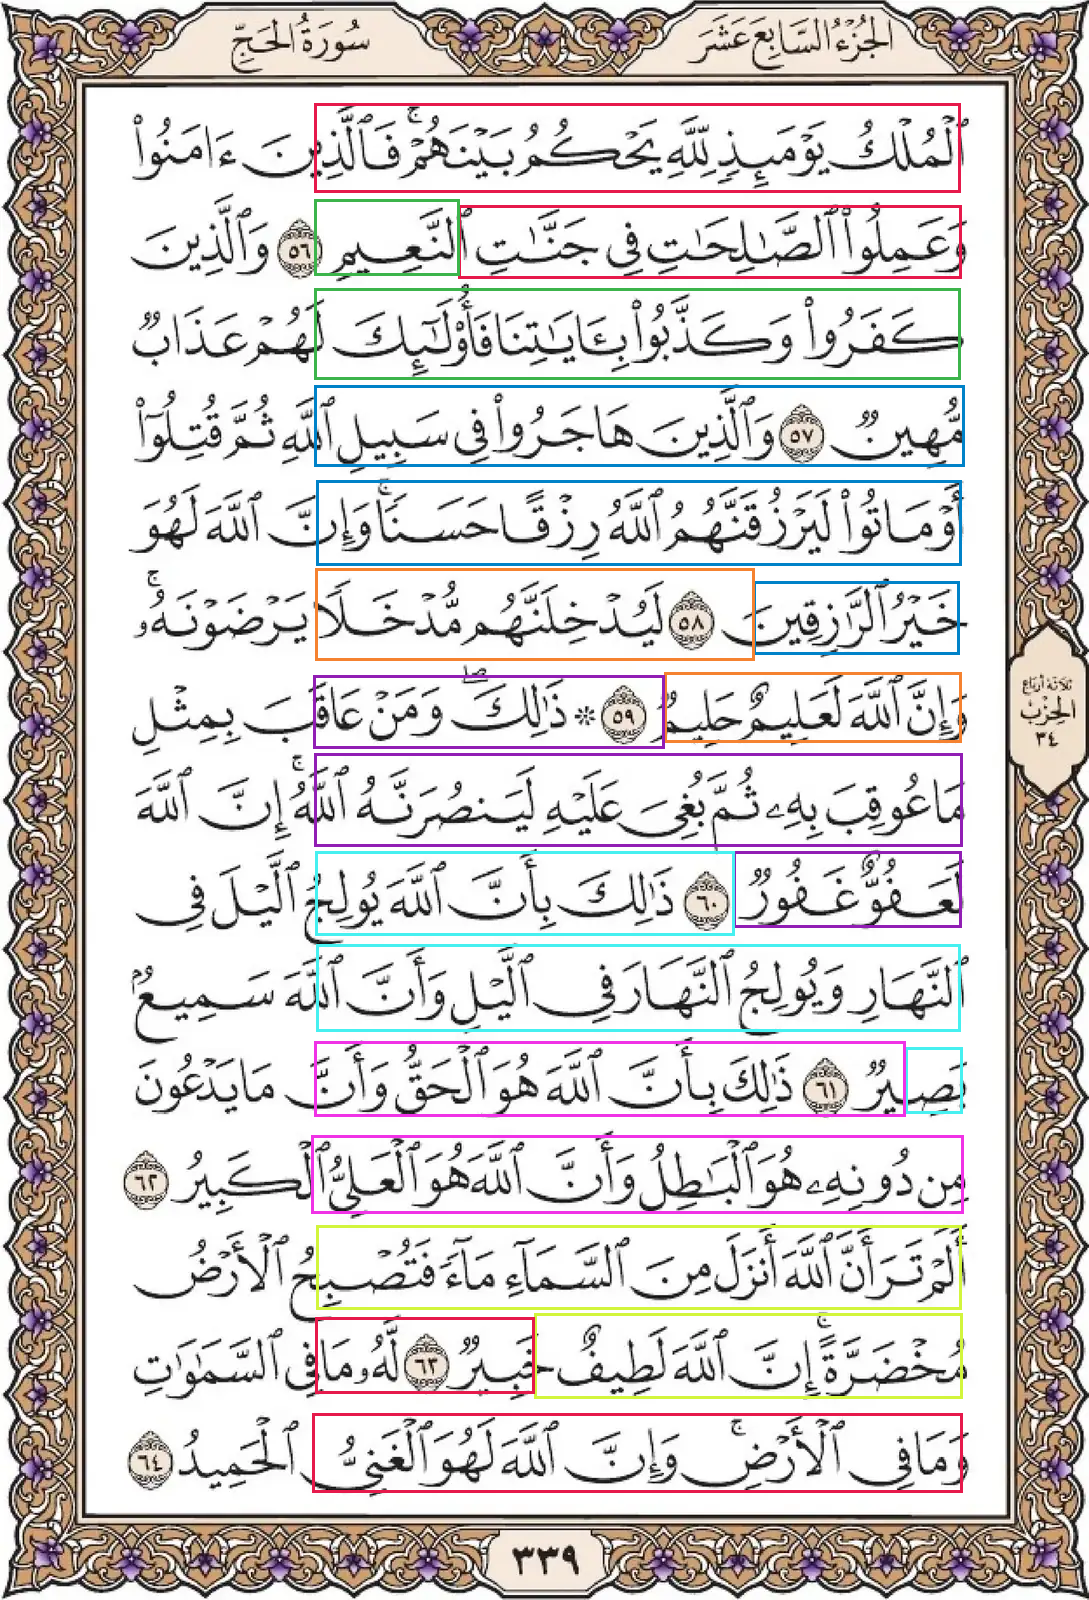 الجُزْءُ السَّابِعَ عَشَرَ
سُورَةُ الحَجِّ
ٱلْمُلْكُ يَوْمَئِذٍ لِّلَّهِ يَحْكُمُ بَيْنَهُمْۚ فَٱلَّذِينَ ءَامَنُوا۟
وَعَمِلُوا۟ ٱلصَّٰلِحَٰتِ فِى جَنَّٰتِ ٱلنَّعِيمِ ٥٦ وَٱلَّذِينَ
كَفَرُوا۟ وَكَذَّبُوا۟ بِـَٔايَٰتِنَا فَأُو۟لَٰٓئِكَ لَهُمْ عَذَابٌ
مُّهِينٌ ٥٧ وَٱلَّذِينَ هَاجَرُوا۟ فِى سَبِيلِ ٱللَّهِ ثُمَّ قُتِلُوٓا۟
أَوْ مَاتُوا۟ لَيَرْزُقَنَّهُمُ ٱللَّهُ رِزْقًا حَسَنًاۚ وَإِنَّ ٱللَّهَ لَهُوَ
خَيْرُ ٱلرَّٰزِقِينَ ٥٨ لَيُدْخِلَنَّهُم مُّدْخَلًا يَرْضَوْنَهُۥۚ
وَإِنَّ ٱللَّهَ لَعَلِيمٌ حَلِيمٌ ٥٩ ۞ ذَٰلِكَۖ وَمَنْ عَاقَبَ بِمِثْلِ
مَا عُوقِبَ بِهِۦ ثُمَّ بُغِىَ عَلَيْهِ لَيَنصُرَنَّهُ ٱللَّهُۚ إِنَّ ٱللَّهَ
لَعَفُوٌّ غَفُورٌ ٦٠ ذَٰلِكَ بِأَنَّ ٱللَّهَ يُولِجُ ٱلَّيْلَ فِى
ٱلنَّهَارِ وَيُولِجُ ٱلنَّهَارَ فِى ٱلَّيْلِ وَأَنَّ ٱللَّهَ سَمِيعٌۢ
بَصِيرٌ ٦١ ذَٰلِكَ بِأَنَّ ٱللَّهَ هُوَ ٱلْحَقُّ وَأَنَّ مَا يَدْعُونَ
مِن دُونِهِۦ هُوَ ٱلْبَٰطِلُ وَأَنَّ ٱللَّهَ هُوَ ٱلْعَلِىُّ ٱلْكَبِيرُ ٦٢
أَلَمْ تَرَ أَنَّ ٱللَّهَ أَنزَلَ مِنَ ٱلسَّمَآءِ مَآءً فَتُصْبِحُ ٱلْأَرْضُ
مُخْضَرَّةًۚ إِنَّ ٱللَّهَ لَطِيفٌ خَبِيرٌ ٦٣ لَّهُۥ مَا فِى ٱلسَّمَٰوَٰتِ
وَمَا فِى ٱلْأَرْضِۚ وَإِنَّ ٱللَّهَ لَهُوَ ٱلْغَنِىُّ ٱلْحَمِيدُ ٦٤
ثلاثة أرباع
الحزب
٣٤
٣٣٩